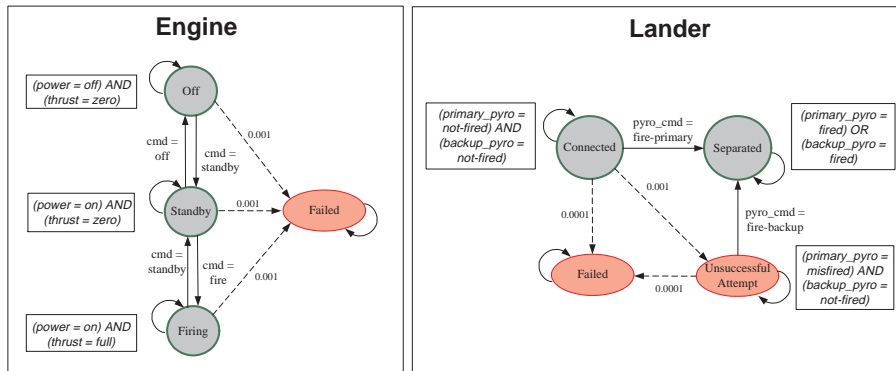 Engine
(power = off) AND
(thrust = zero)
Off
cmd =
off
cmd =
standby
0.001
(power = on) AND
(thrust = zero)
Standby
0.001
Failed
cmd =
standby
cmd =
fire
0.001
(power = on) AND
(thrust = full)
Firing
Lander
(primary_pyro =
not-fired) AND
(backup_pyro =
not-fired)
Connected
pyro_cmd =
fire-primary
Separated
(primary_pyro =
fired) OR
(backup_pyro =
fired)
0.0001
0.001
pyro_cmd =
fire-backup
Failed
0.0001
Unsuccessful
Attempt
(primary_pyro =
misfired) AND
(backup_pyro =
not-fired)